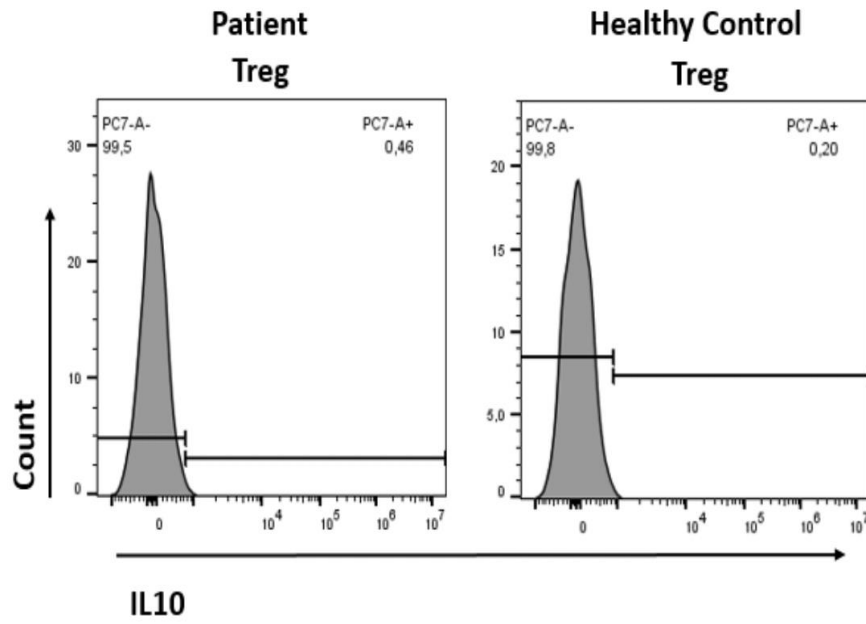 Patient
Treg
PC7-A-
99,5
PC7-A+
0,46
30
20
10
0
0
10^4
10^5
10^6
10^7
Healthy Control
Treg
PC7-A-
99,8
PC7-A+
0,20
20
15
10
5,0
0
0
10^4
10^5
10^6
10^7
Count
IL10